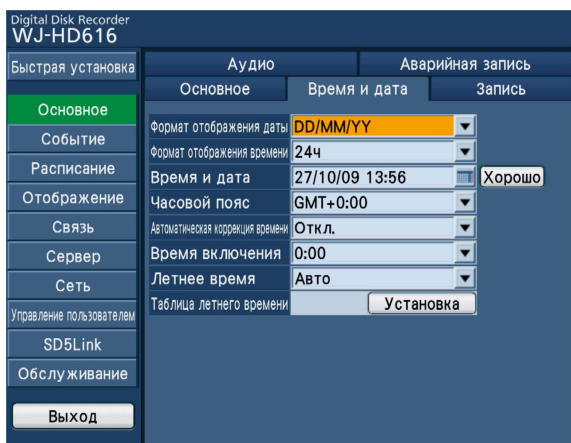 Digital Disk Recorder
WJ-HD616
Быстрая установка
Основное
Событие
Расписание
Отображение
Связь
Сервер
Сеть
Управление пользователем
SD5Link
Обслуживание
Выход
Аудио
Аварийная запись
Основное
Время и дата
Запись
Формат отображения даты DD/MM/YY
Формат отображения времени 24ч
Время и дата 27/10/09 13:56 Хорошо
Часовой пояс GMT+0:00
Автоматическая коррекция времени Откл.
Время включения 0:00
Летнее время Авто
Таблица летнего времени Установка